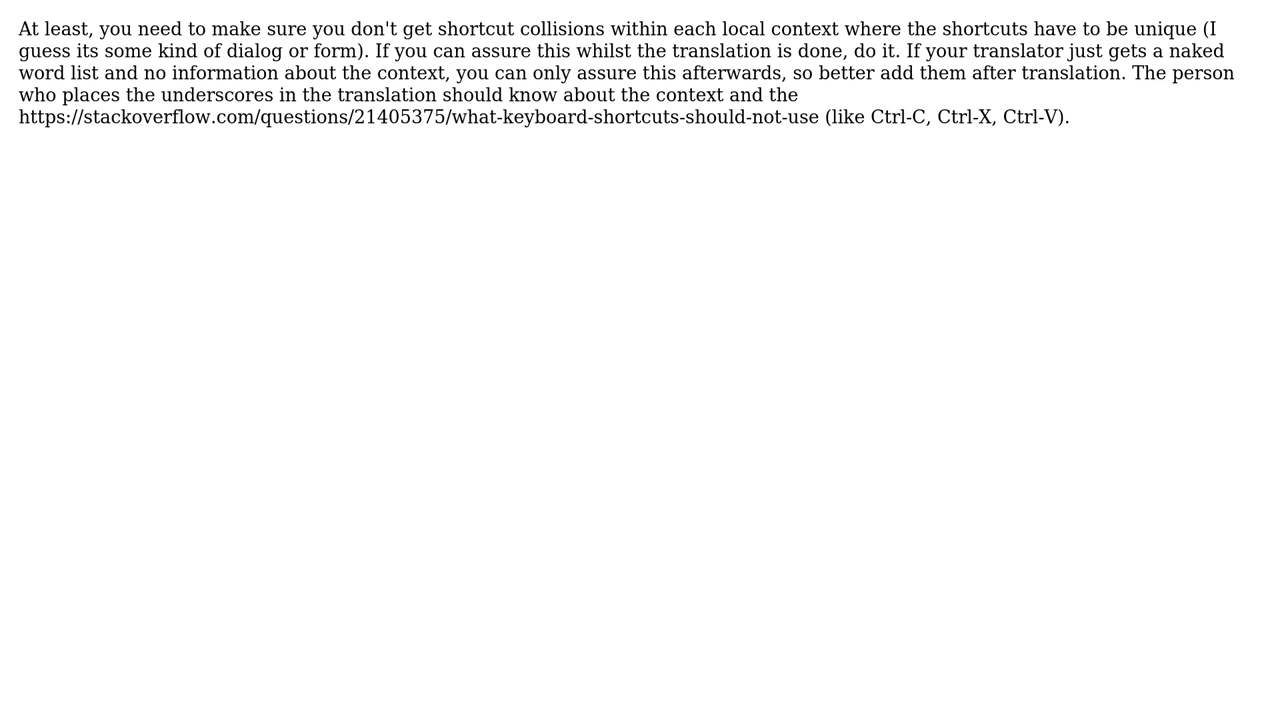 At least, you need to make sure you don't get shortcut collisions within each local context where the shortcuts have to be unique (I
guess its some kind of dialog or form). If you can assure this whilst the translation is done, do it. If your translator just gets a naked
word list and no information about the context, you can only assure this afterwards, so better add them after translation. The person
who places the underscores in the translation should know about the context and the
https://stackoverflow.com/questions/21405375/what-keyboard-shortcuts-should-not-use (like Ctrl-C, Ctrl-X, Ctrl-V).